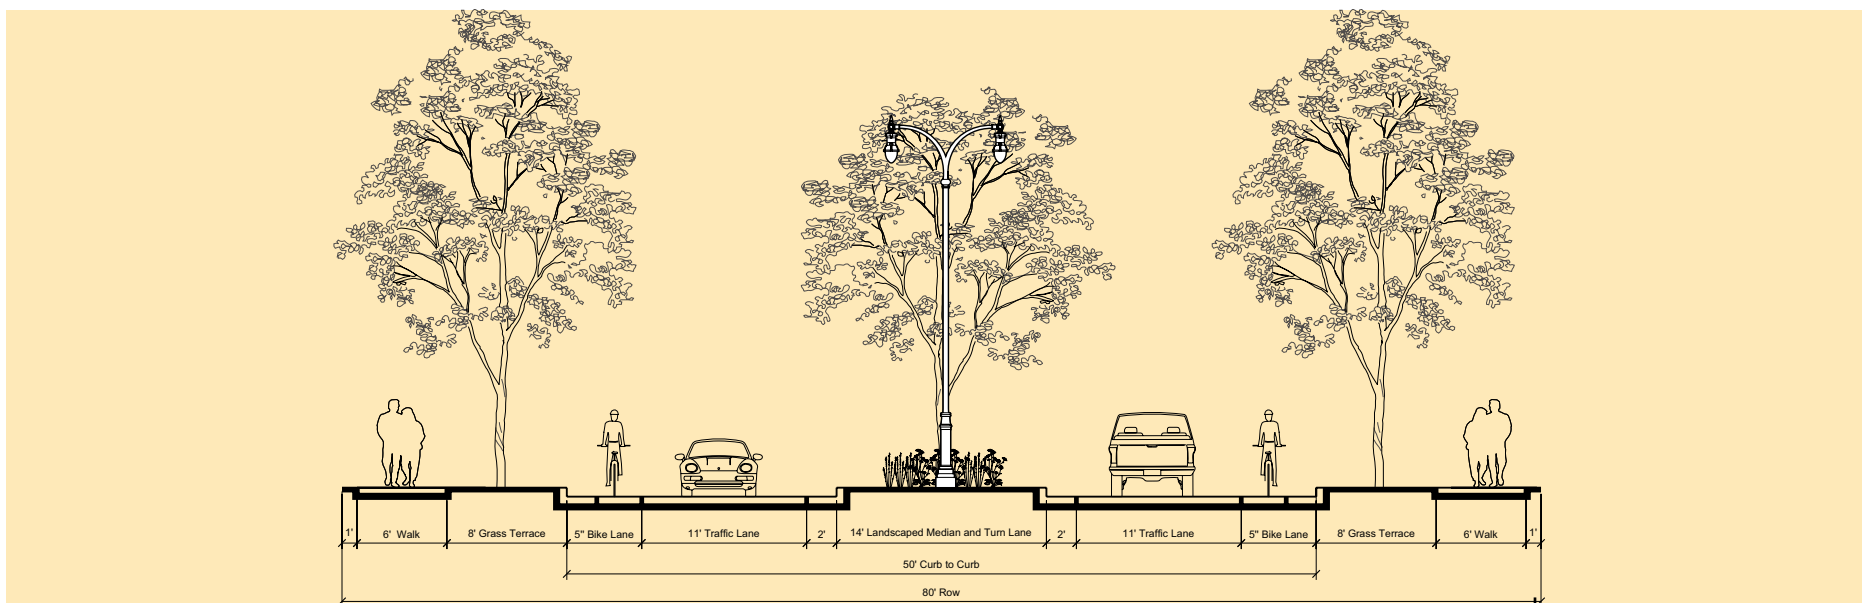 1'
6' Walk
8' Grass Terrace
5" Bike Lane
11' Traffic Lane
2'
14' Landscaped Median and Turn Lane
2'
11' Traffic Lane
5" Bike Lane
8' Grass Terrace
6' Walk
1'
50' Curb to Curb
80' Row